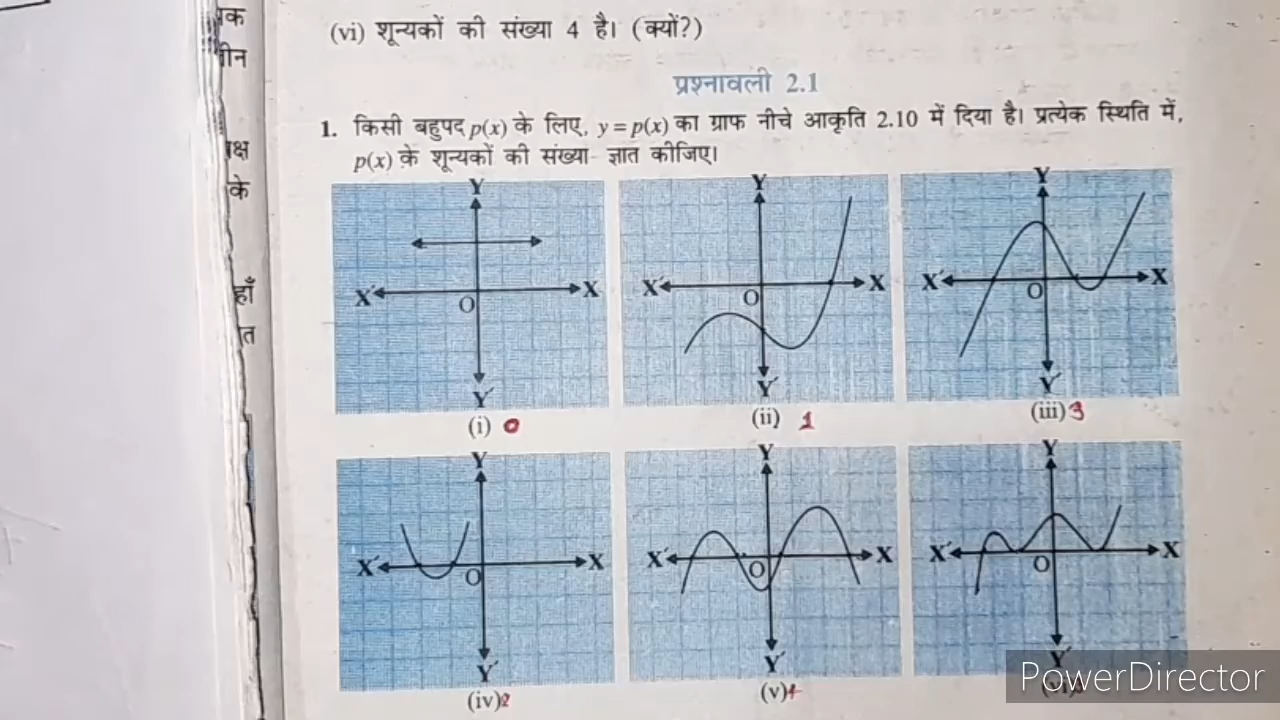 क
ीन
क्ष
के
हाँ
त
(vi) शून्यकों की संख्या 4 है। (क्यों?)
प्रश्नावली 2.1
1. किसी बहुपद p(x) के लिए, y = p(x) का ग्राफ नीचे आकृति 2.10 में दिया है। प्रत्येक स्थिति में,
p(x) के शून्यकों की संख्या ज्ञात कीजिए।
Y Y Y
X′ X X′ X X′ X
O O O
Y′ Y′ Y′
(i) 0 (ii) 1 (iii) 3
Y Y Y
X′ X X′ X X′ X
O O O
Y′ Y′ Y′
(iv) 2 (v) 4
PowerDirector